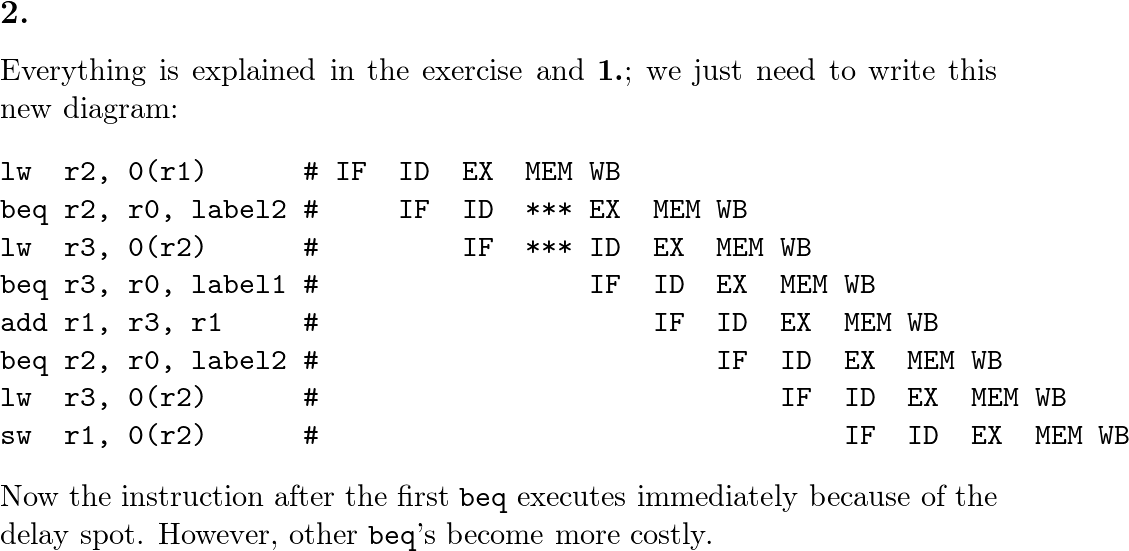 2.
Everything is explained in the exercise and 1.; we just need to write this
new diagram:
lw  r2, 0(r1)      # IF  ID  EX  MEM WB
beq r2, r0, label2 #     IF  ID  *** EX  MEM WB
lw  r3, 0(r2)      #         IF  *** ID  EX  MEM WB
beq r3, r0, label1 #                 IF  ID  EX  MEM WB
add r1, r3, r1     #                     IF  ID  EX  MEM WB
beq r2, r0, label2 #                         IF  ID  EX  MEM WB
lw  r3, 0(r2)      #                             IF  ID  EX  MEM WB
sw  r1, 0(r2)      #                                 IF  ID  EX  MEM WB
Now the instruction after the first beq executes immediately because of the
delay spot. However, other beq's become more costly.